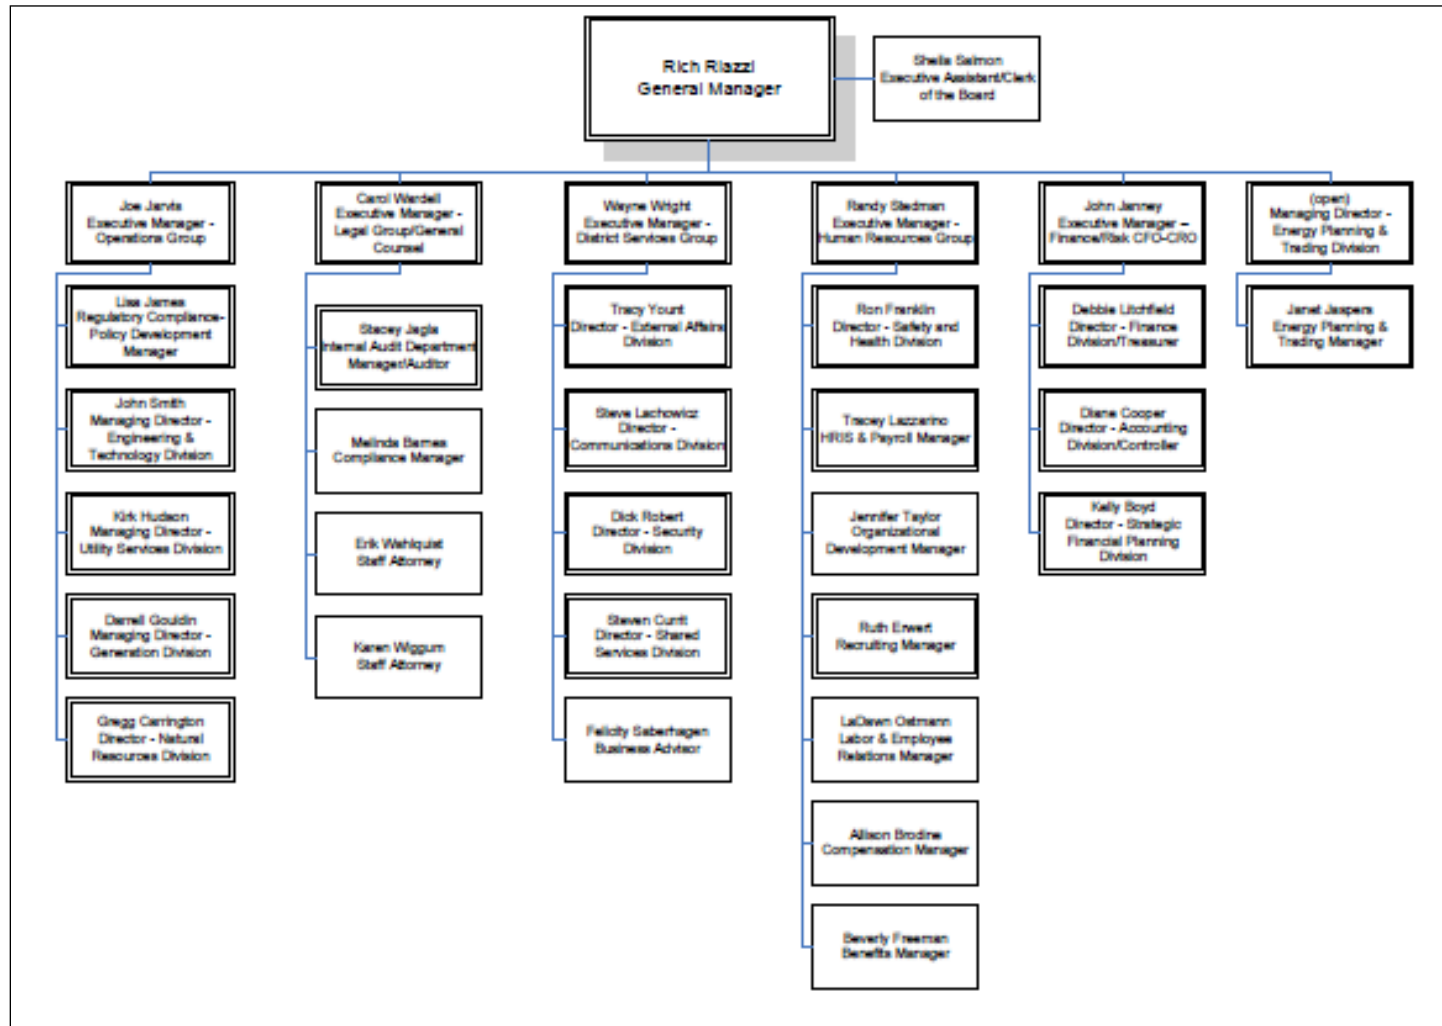 Rich Riazzi
General Manager
Sheila Salmon
Executive Assistant/Clerk
of the Board
Joe Jarvis
Executive Manager -
Operations Group
Carol Wardell
Executive Manager -
Legal Group/General
Counsel
Wayne Wright
Executive Manager -
District Services Group
Randy Stedman
Executive Manager -
Human Resources Group
John Janney
Executive Manager –
Finance/Risk CFO-CRO
(open)
Managing Director -
Energy Planning &
Trading Division
Lisa James
Regulatory Compliance-
Policy Development
Manager
John Smith
Managing Director -
Engineering &
Technology Division
Kirk Hudson
Managing Director -
Utility Services Division
Darrell Gouldin
Managing Director -
Generation Division
Gregg Carrington
Director - Natural
Resources Division
Stacey Jagla
Internal Audit Department
Manager/Auditor
Melinda Barnes
Compliance Manager
Erik Wahlquist
Staff Attorney
Karen Wiggum
Staff Attorney
Tracy Yount
Director - External Affairs
Division
Steve Lachowicz
Director -
Communications Division
Dick Robert
Director - Security
Division
Steven Currit
Director - Shared
Services Division
Felicity Saberhagen
Business Advisor
Ron Franklin
Director - Safety and
Health Division
Tracey Lazzarino
HRIS & Payroll Manager
Jennifer Taylor
Organizational
Development Manager
Ruth Erwert
Recruiting Manager
LaDawn Ostmann
Labor & Employee
Relations Manager
Allison Brodine
Compensation Manager
Beverly Freeman
Benefits Manager
Debbie Litchfield
Director - Finance
Division/Treasurer
Diane Cooper
Director - Accounting
Division/Controller
Kelly Boyd
Director - Strategic
Financial Planning
Division
Janet Jaspers
Energy Planning &
Trading Manager